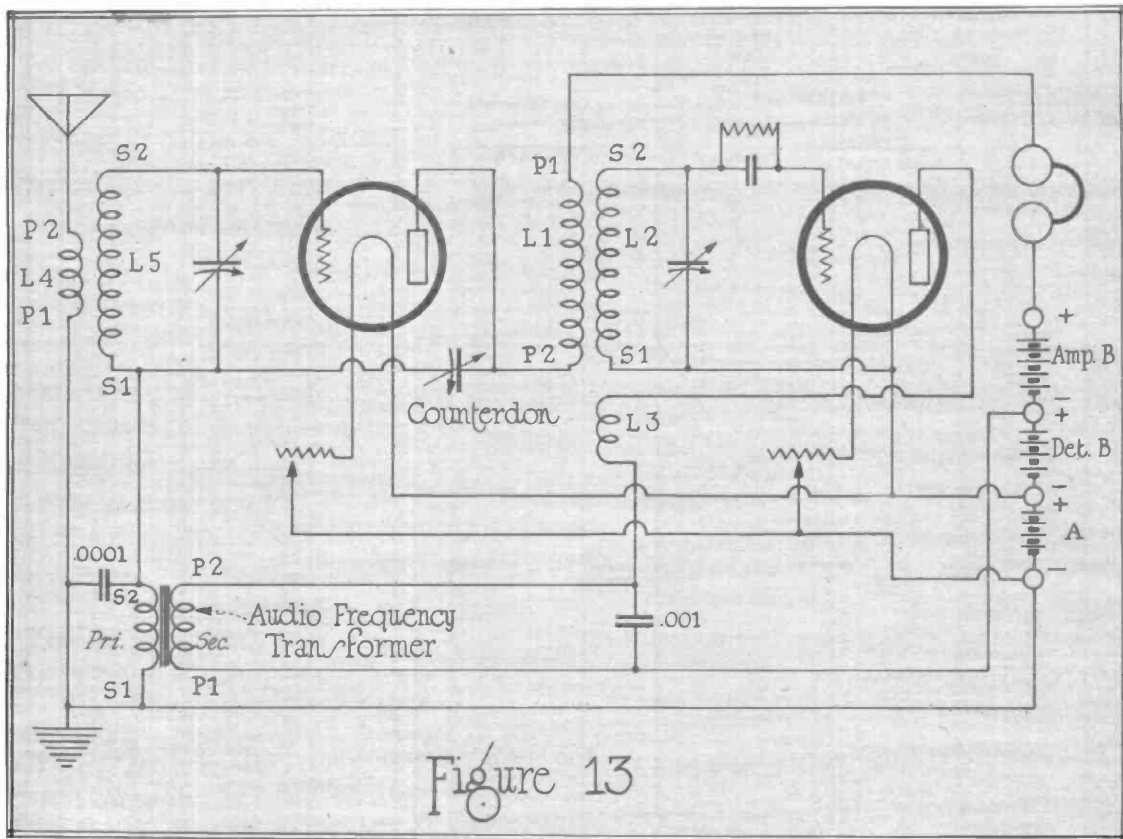 S2
P1
S2
P2
L4
P1
L5
L1
L2
S1
P2
S1
Counterdon
L3
+
Amp. B
−
+
Det. B
−
+
A
−
.0001
S2
P2
Audio Frequency
Transformer
Pri.
Sec.
S1
P1
.001
Figure 13